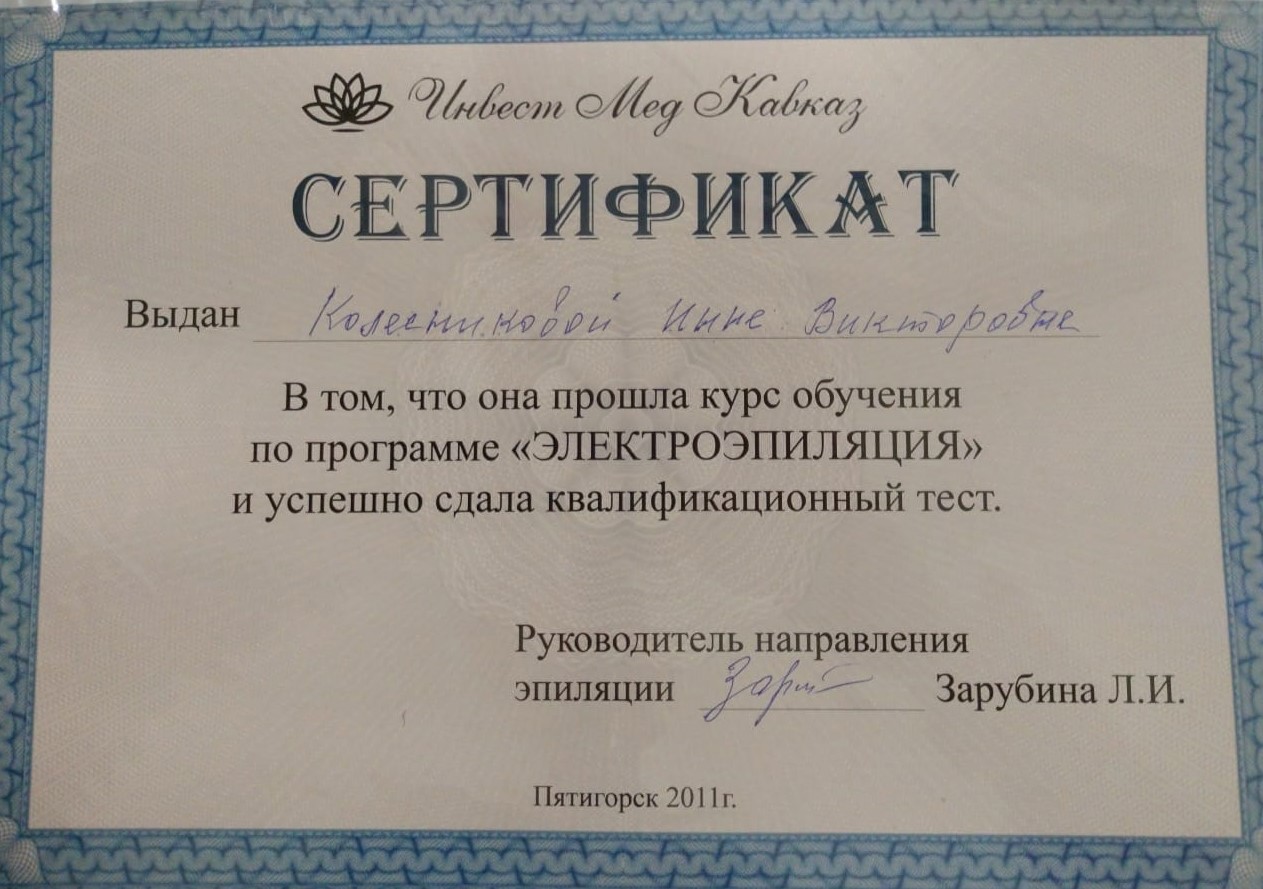 Инвест Мед Кавказ
СЕРТИФИКАТ
Выдан Колесниковой Инне Викторовне
В том, что она прошла курс обучения
по программе «ЭЛЕКТРОЭПИЛЯЦИЯ»
и успешно сдала квалификационный тест.
Руководитель направления
эпиляции Зарубина Л.И.
Пятигорск 2011г.